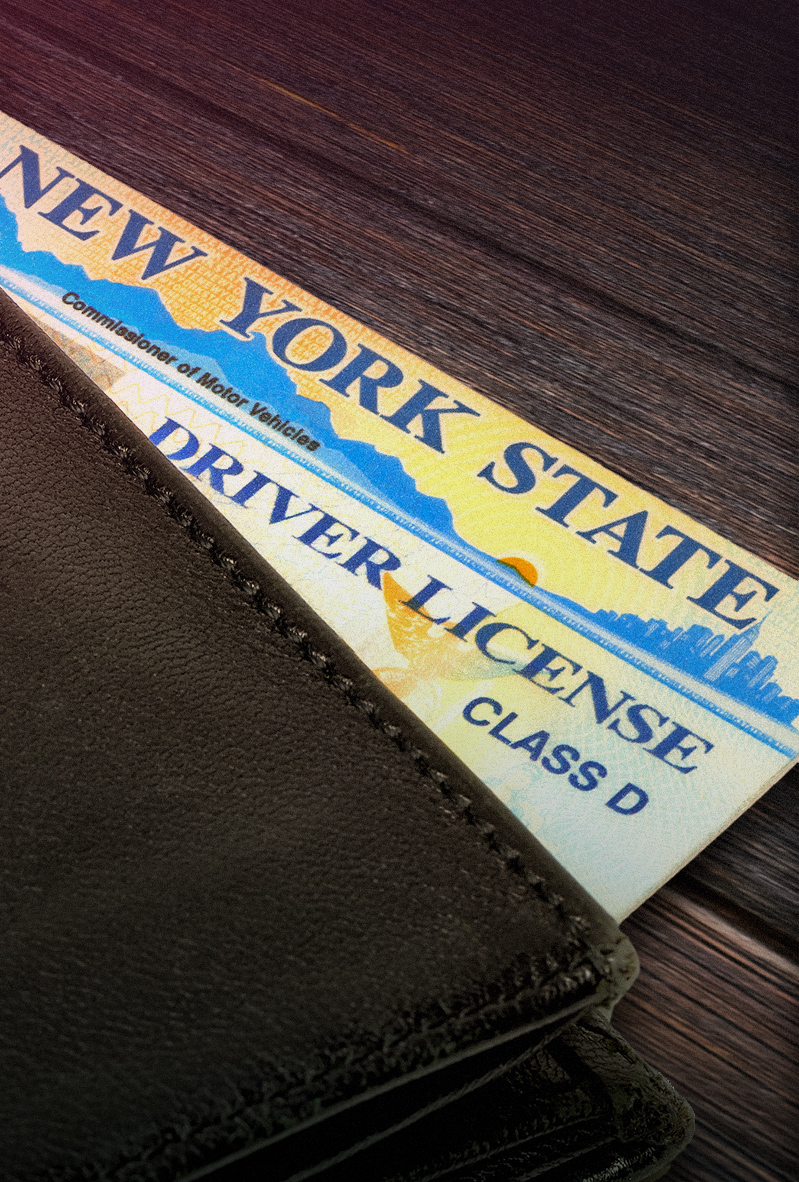 NEW YORK STATE
Commissioner of Motor Vehicles
DRIVER LICENSE
CLASS D